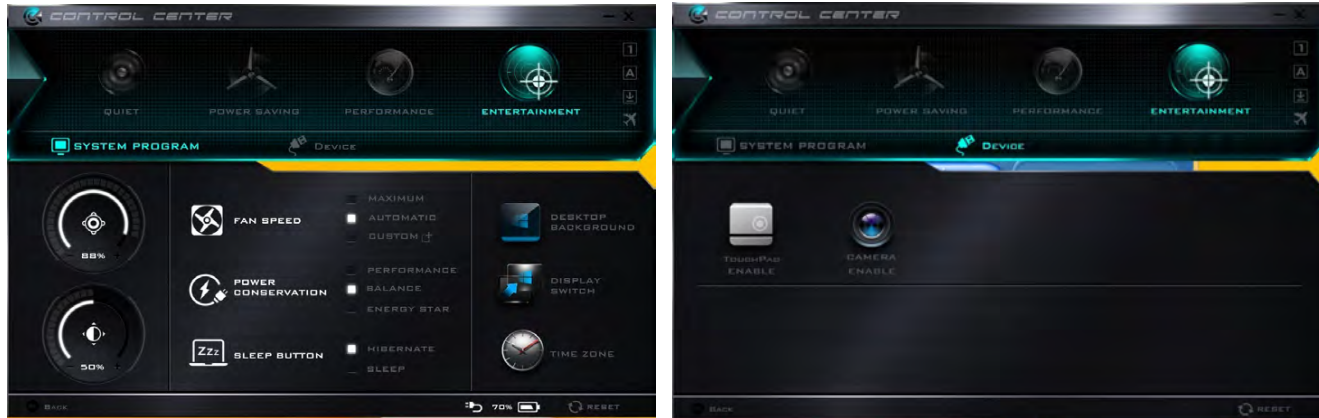 CONTROL CENTER
QUIET
POWER SAVING
PERFORMANCE
ENTERTAINMENT
1
A
SYSTEM PROGRAM
DEVICE
88%
50%
FAN SPEED
MAXIMUM
AUTOMATIC
CUSTOM
POWER
CONSERVATION
PERFORMANCE
BALANCE
ENERGY STAR
ZZZ
SLEEP BUTTON
HIBERNATE
SLEEP
DESKTOP
BACKGROUND
DISPLAY
SWITCH
TIME ZONE
BACK
70%
RESET
CONTROL CENTER
QUIET
POWER SAVING
PERFORMANCE
ENTERTAINMENT
1
A
SYSTEM PROGRAM
DEVICE
TOUCHPAD
ENABLE
CAMERA
ENABLE
BACK
RESET